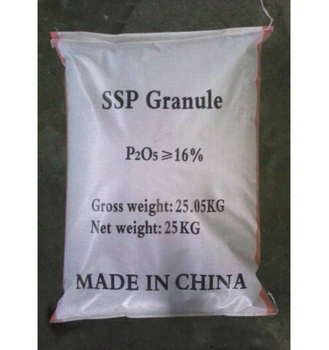 SSP Granule
P2O5≥16%
Gross weight: 25.05KG
Net weight: 25KG
MADE IN CHINA